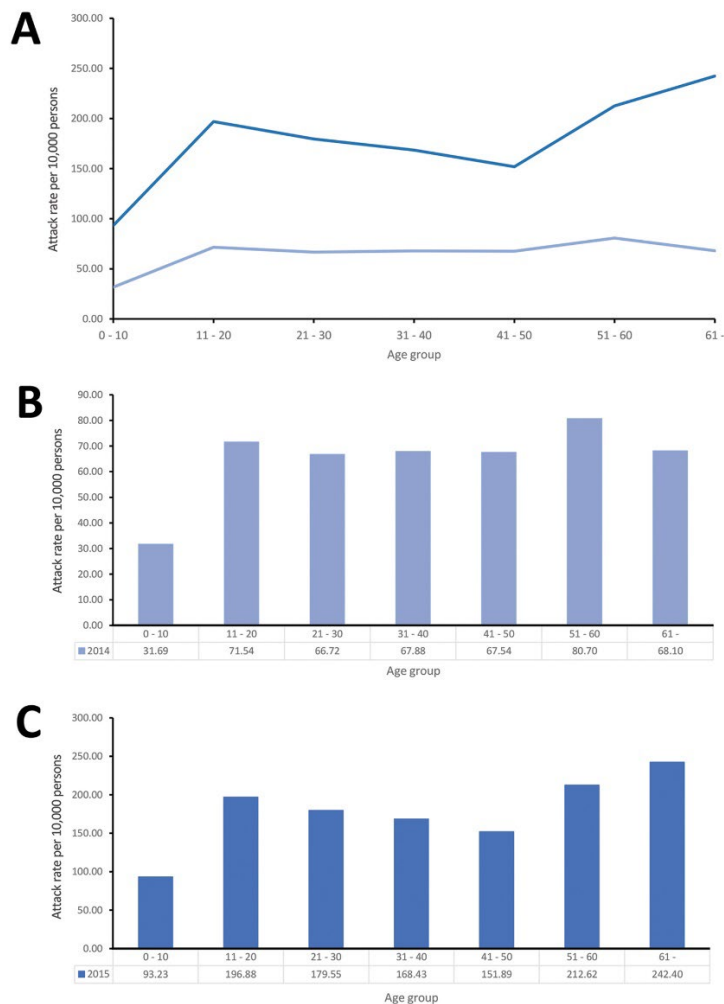 A
300.00
250.00
200.00
150.00
100.00
50.00
0.00
Attack rate per 10,000 persons
0 - 10 11 - 20 21 - 30 31 - 40 41 - 50 51 - 60 61 -
Age group
B
90.00
80.00
70.00
60.00
50.00
40.00
30.00
20.00
10.00
0.00
Attack rate per 10,000 persons
0 - 10 11 - 20 21 - 30 31 - 40 41 - 50 51 - 60 61 -
2014 31.69 71.54 66.72 67.88 67.54 80.70 68.10
Age group
C
300.00
250.00
200.00
150.00
100.00
50.00
0.00
Attack rate per 10,000 persons
0 - 10 11 - 20 21 - 30 31 - 40 41 - 50 51 - 60 61 -
2015 93.23 196.88 179.55 168.43 151.89 212.62 242.40
Age group